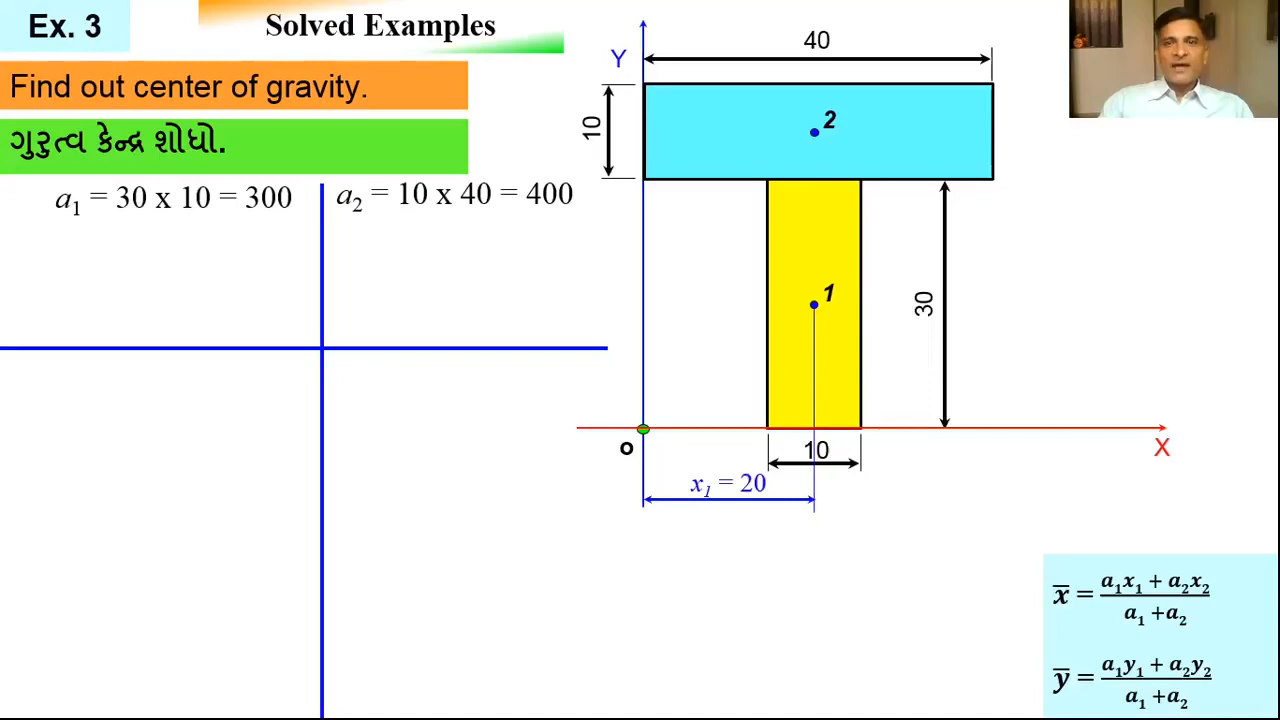 Ex. 3
Solved Examples
Find out center of gravity.
ગુરુત્વ કેન્દ્ર શોધો.
a₁ = 30 x 10 = 300
a₂ = 10 x 40 = 400
Y
40
10
2
1
30
O
X
10
x₁ = 20
x̅ = (a₁x₁ + a₂x₂) / (a₁ + a₂)
y̅ = (a₁y₁ + a₂y₂) / (a₁ + a₂)